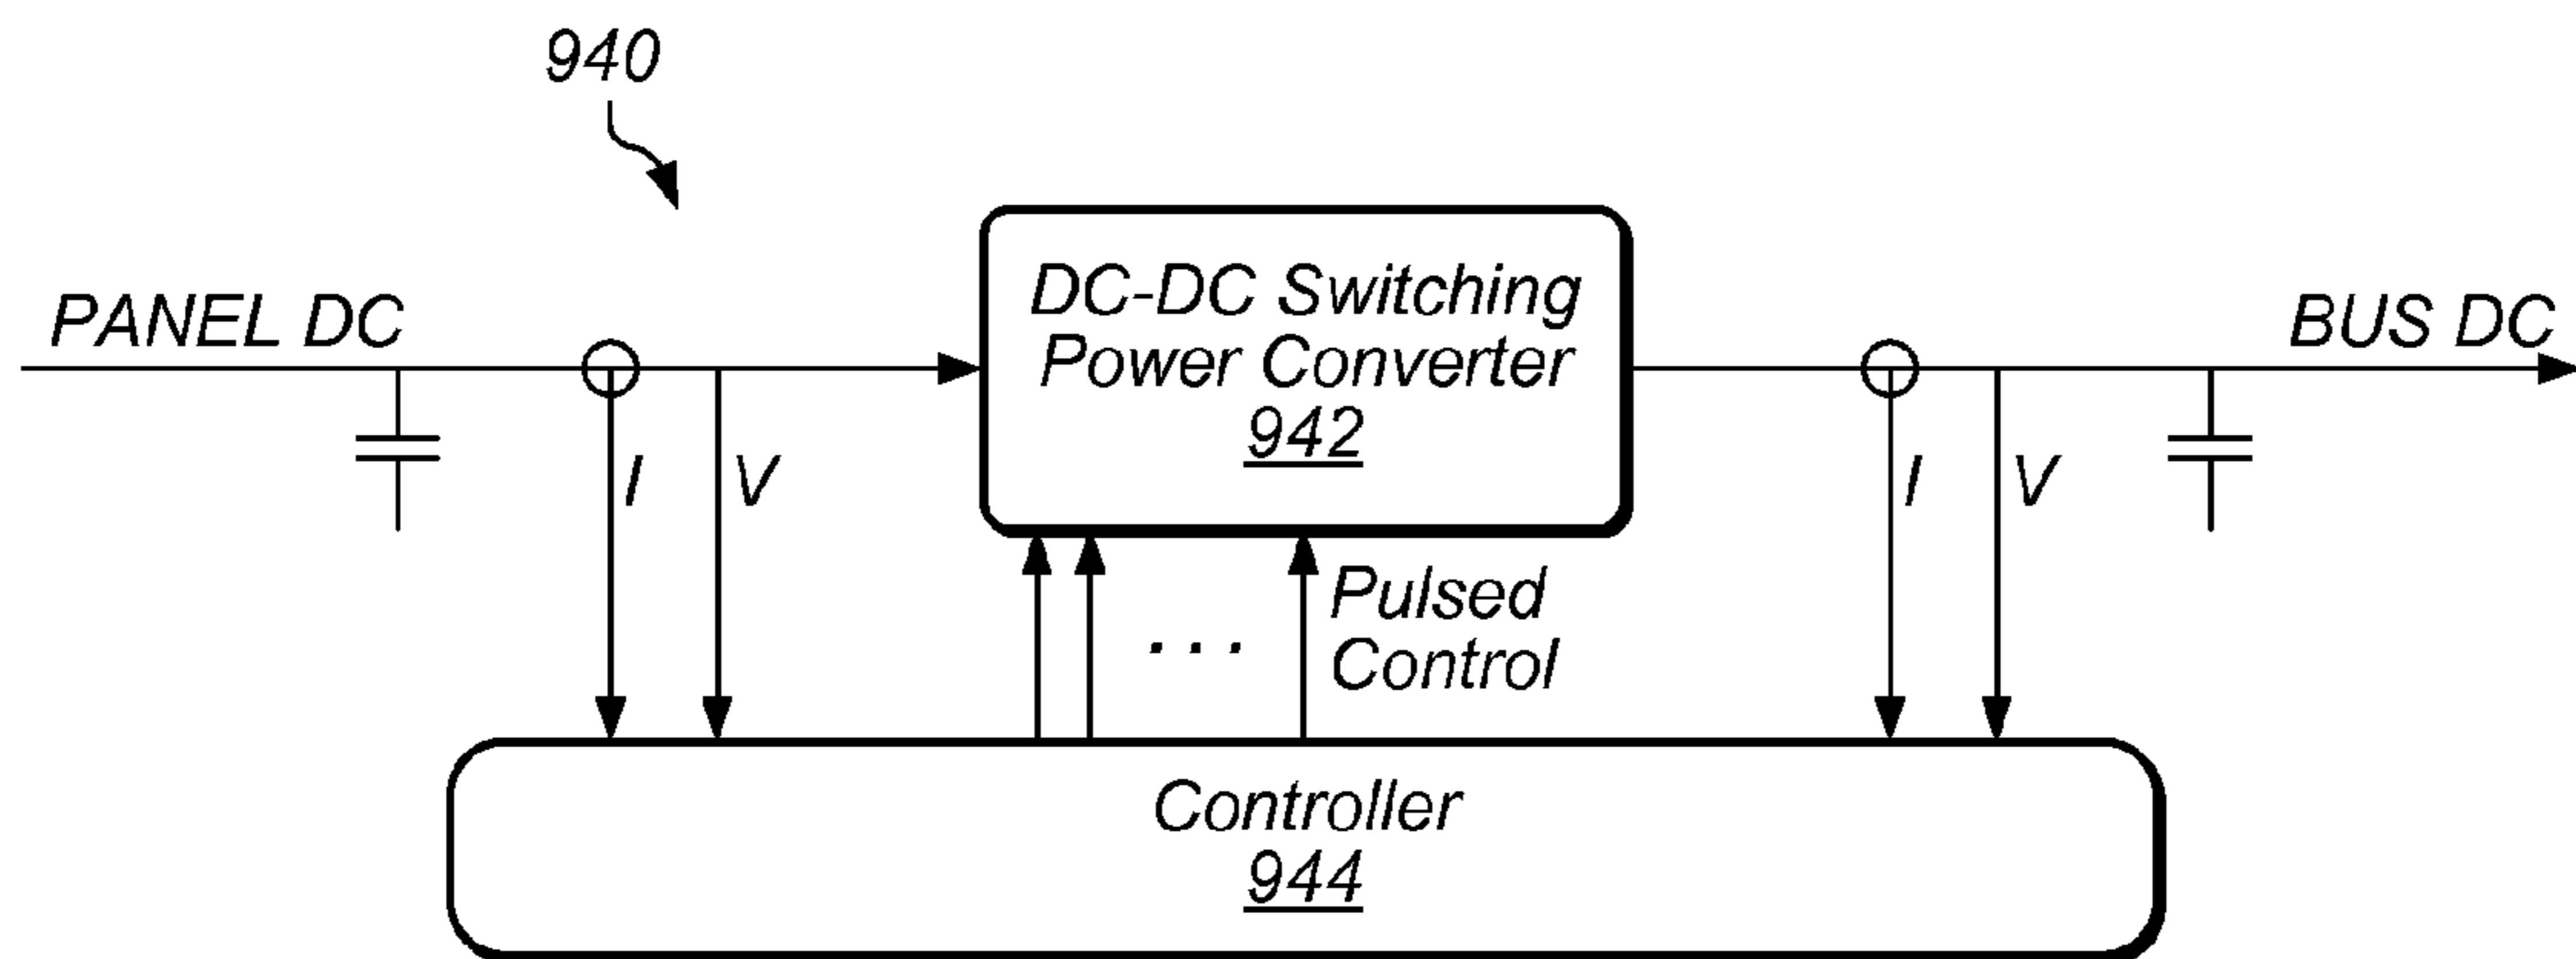 940
PANEL DC
DC-DC Switching
Power Converter
942
BUS DC
I
V
I
V
Pulsed
Control
...
Controller
944